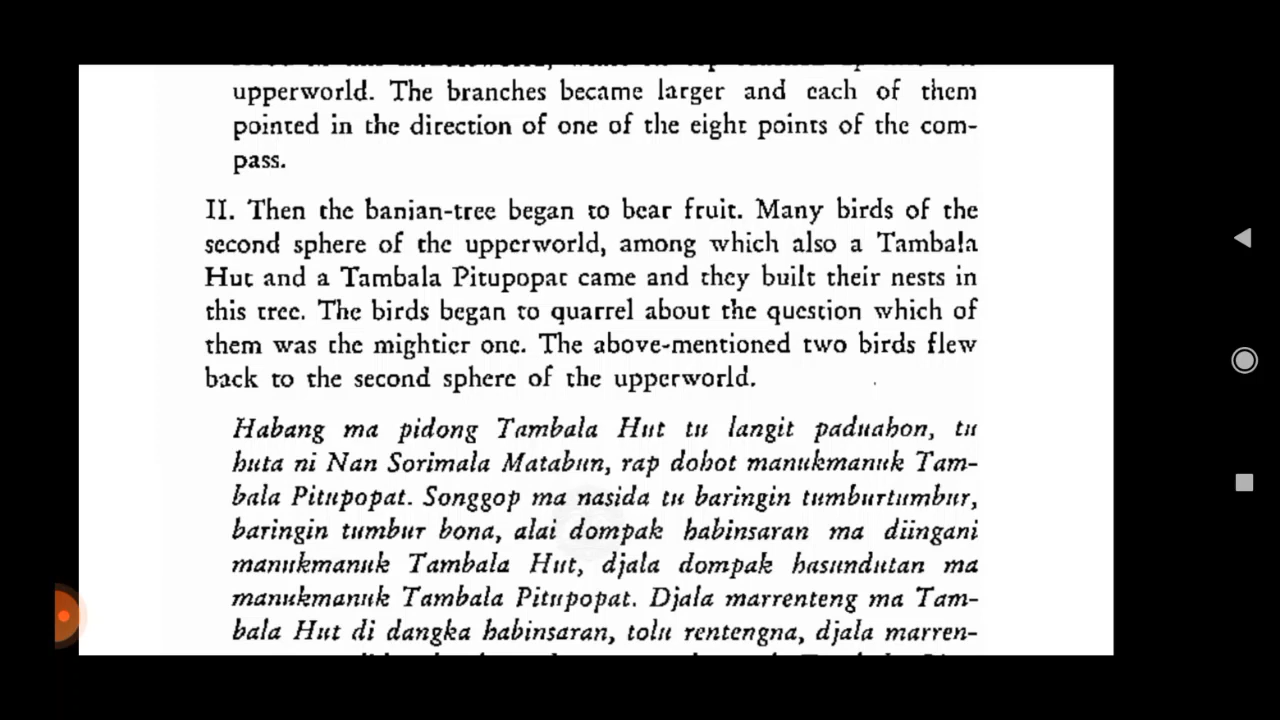 upperworld. The branches became larger and each of them
pointed in the direction of one of the eight points of the com-
pass.
II. Then the banian-tree began to bear fruit. Many birds of the
second sphere of the upperworld, among which also a Tambala
Hut and a Tambala Pitupopat came and they built their nests in
this tree. The birds began to quarrel about the question which of
them was the mightier one. The above-mentioned two birds flew
back to the second sphere of the upperworld.
Habang ma pidong Tambala Hut tu langit paduahon, tu
huta ni Nan Sorimala Matabun, rap dohot manukmanuk Tam-
bala Pitupopat. Songgop ma nasida tu baringin tumburtumbur,
baringin tumbur bona, alai dompak habinsaran ma diingani
manukmanuk Tambala Hut, djala dompak hasundutan ma
manukmanuk Tambala Pitupopat. Djala marrenteng ma Tam-
bala Hut di dangka habinsaran, tolu rentengna, djala marren-